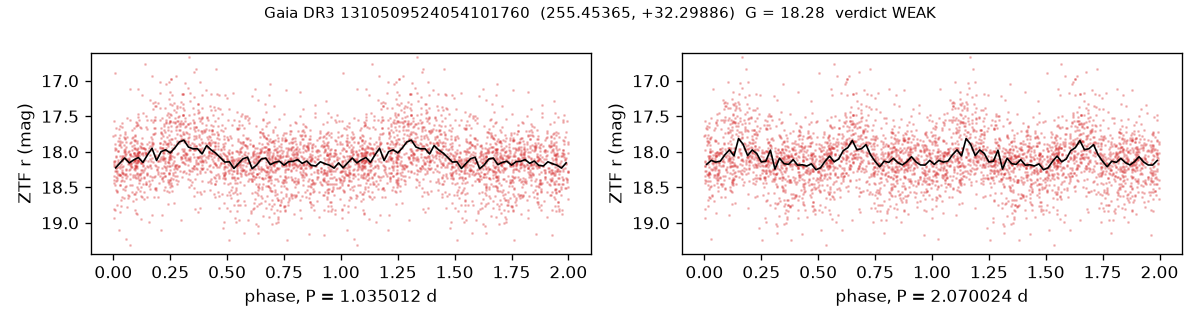 Gaia DR3 1310509524054101760  (255.45365, +32.29886)  G = 18.28  verdict WEAK
ZTF r (mag)
17.0
17.5
18.0
18.5
19.0
0.00 0.25 0.50 0.75 1.00 1.25 1.50 1.75 2.00
phase, P = 1.035012 d
ZTF r (mag)
17.0
17.5
18.0
18.5
19.0
0.00 0.25 0.50 0.75 1.00 1.25 1.50 1.75 2.00
phase, P = 2.070024 d